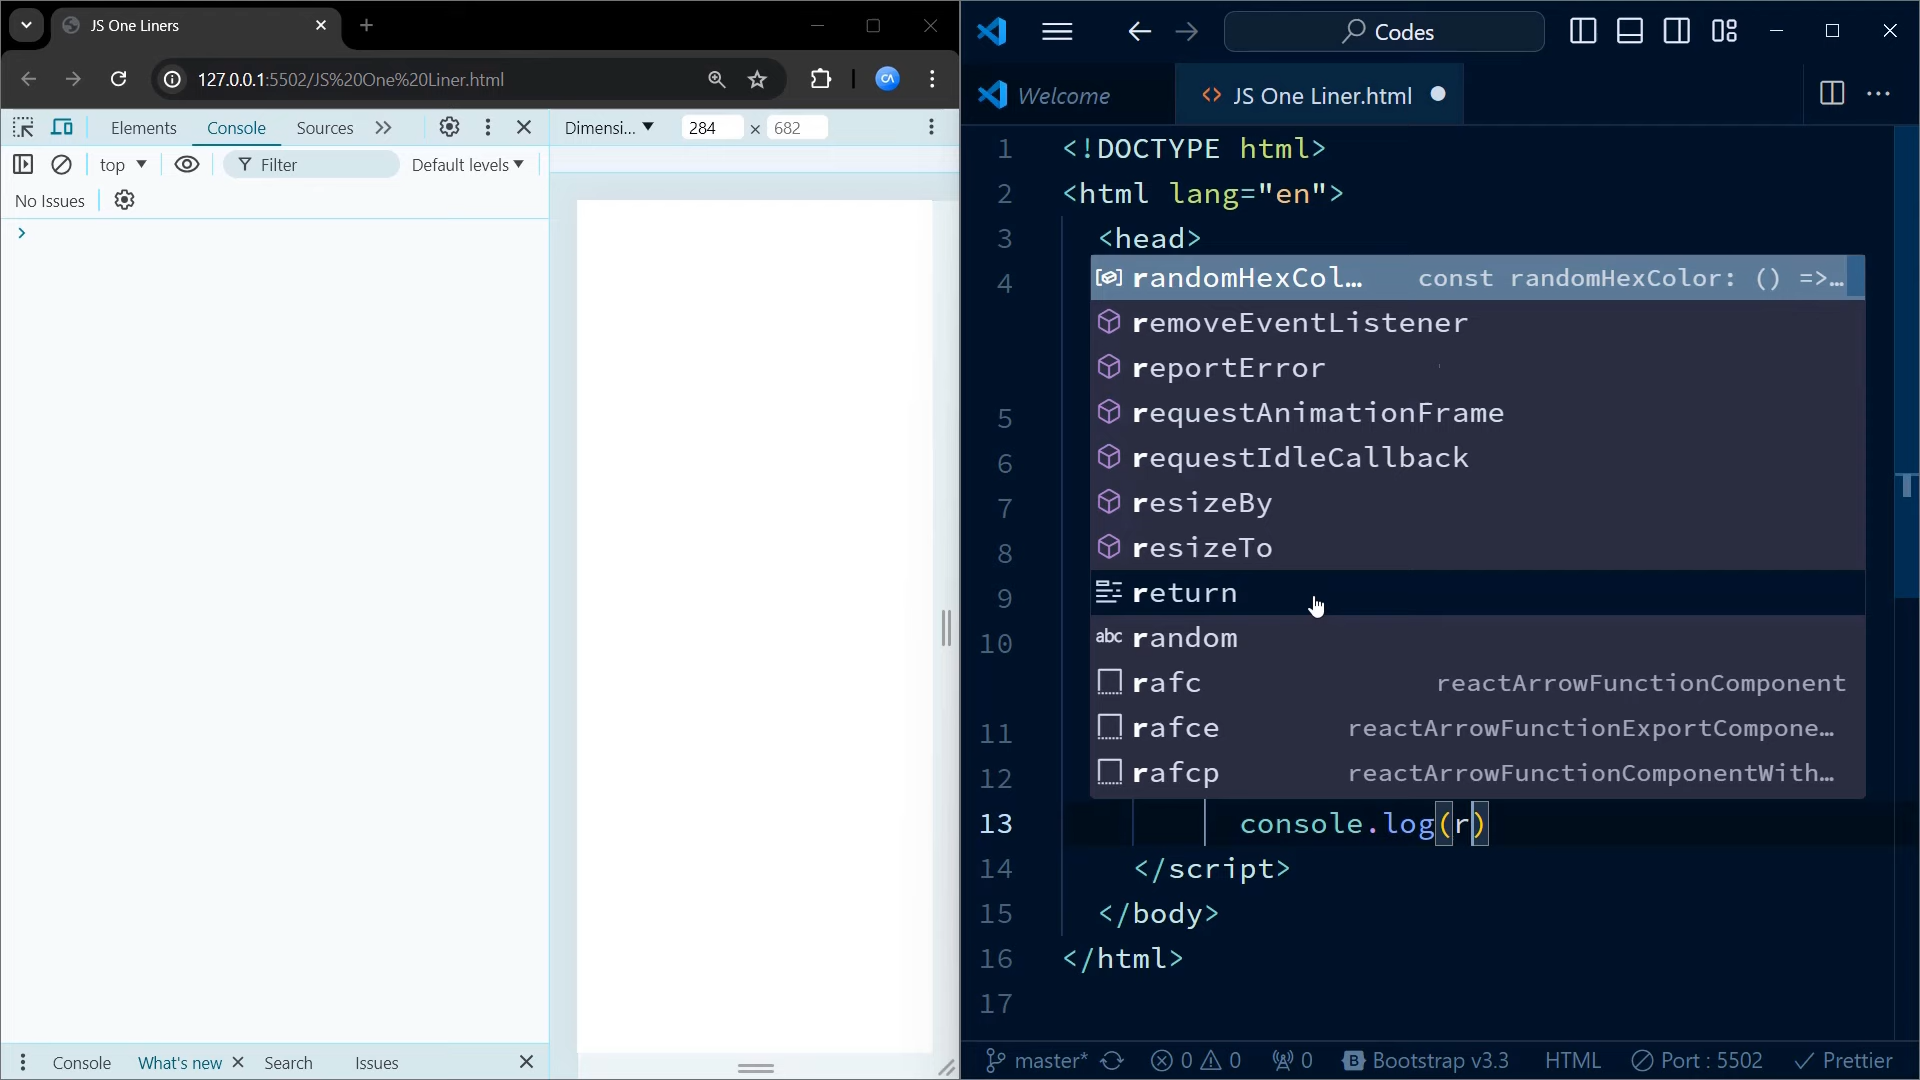 JS One Liners
127.0.0.1:5502/JS%20One%20Liner.html
Elements Console Sources
Dimensi... 284 × 682
top Filter Default levels
No Issues
Console What's new Search Issues
Codes
Welcome JS One Liner.html
1 <!DOCTYPE html>
2 <html lang="en">
3 <head>
4
randomHexCol… const randomHexColor: () =>…
removeEventListener
reportError
requestAnimationFrame
5
requestIdleCallback
6
resizeBy
7
resizeTo
8
return
9
random
10
rafc reactArrowFunctionComponent
rafce reactArrowFunctionExportCompone…
11
rafcp reactArrowFunctionComponentWith…
12
13 console.log(r)
14 </script>
15 </body>
16 </html>
17
master* 0 0 0 Bootstrap v3.3 HTML Port : 5502 Prettier